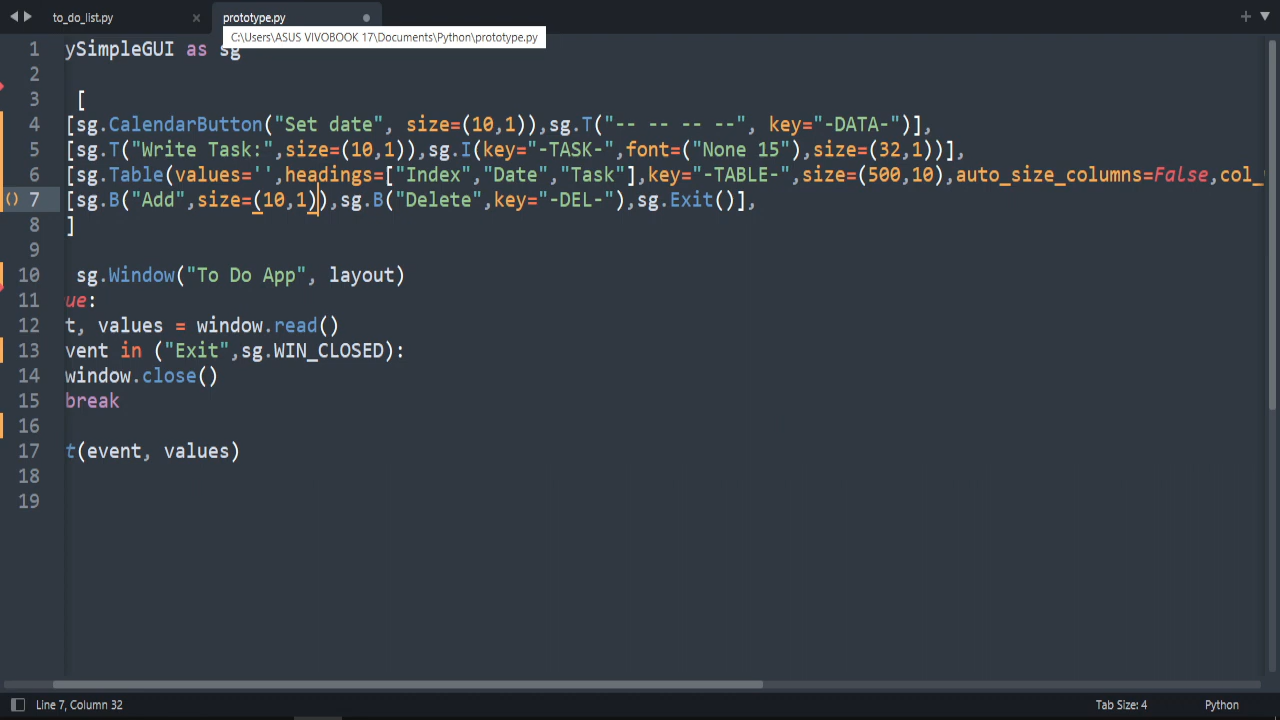 to_do_list.py × prototype.py
C:\Users\ASUS VIVOBOOK 17\Documents\Python\prototype.py
1 ySimpleGUI as sg
2
3 [
4 [sg.CalendarButton("Set date", size=(10,1)),sg.T("-- -- -- --", key="-DATA-")],
5 [sg.T("Write Task:",size=(10,1)),sg.I(key="-TASK-",font=("None 15"),size=(32,1))],
6 [sg.Table(values='',headings=["Index","Date","Task"],key="-TABLE-",size=(500,10),auto_size_columns=False,col_
7 [sg.B("Add",size=(10,1)),sg.B("Delete",key="-DEL-"),sg.Exit()],
8 ]
9
10 sg.Window("To Do App", layout)
11 ue:
12 t, values = window.read()
13 vent in ("Exit",sg.WIN_CLOSED):
14 window.close()
15 break
16
17 t(event, values)
18
19
Line 7, Column 32 Tab Size: 4 Python